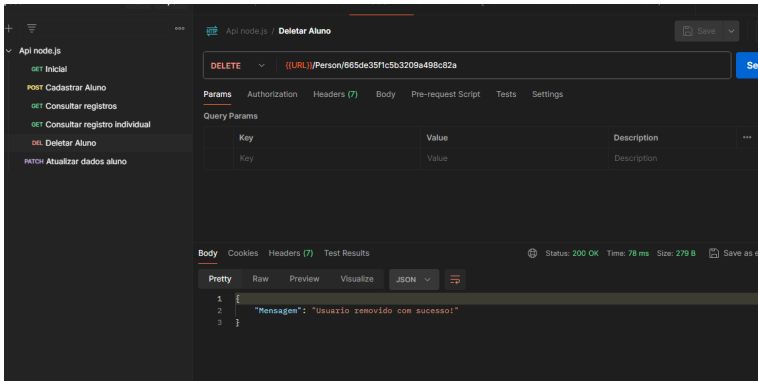 Api node.js / Deletar Aluno
Save
Api node.js
GET Inicial
POST Cadastrar Aluno
GET Consultar registros
GET Consultar registro individual
DEL Deletar Aluno
PATCH Atualizar dados aluno
DELETE {{URL}}/Person/665de35f1c5b3209a498c82a
Se
Params Authorization Headers (7) Body Pre-request Script Tests Settings
Query Params
Key Value Description
Key Value Description
Body Cookies Headers (7) Test Results Status: 200 OK Time: 78 ms Size: 279 B Save as e
Pretty Raw Preview Visualize JSON
1 {
2 "Mensagem": "Usuario removido com sucesso!"
3 }